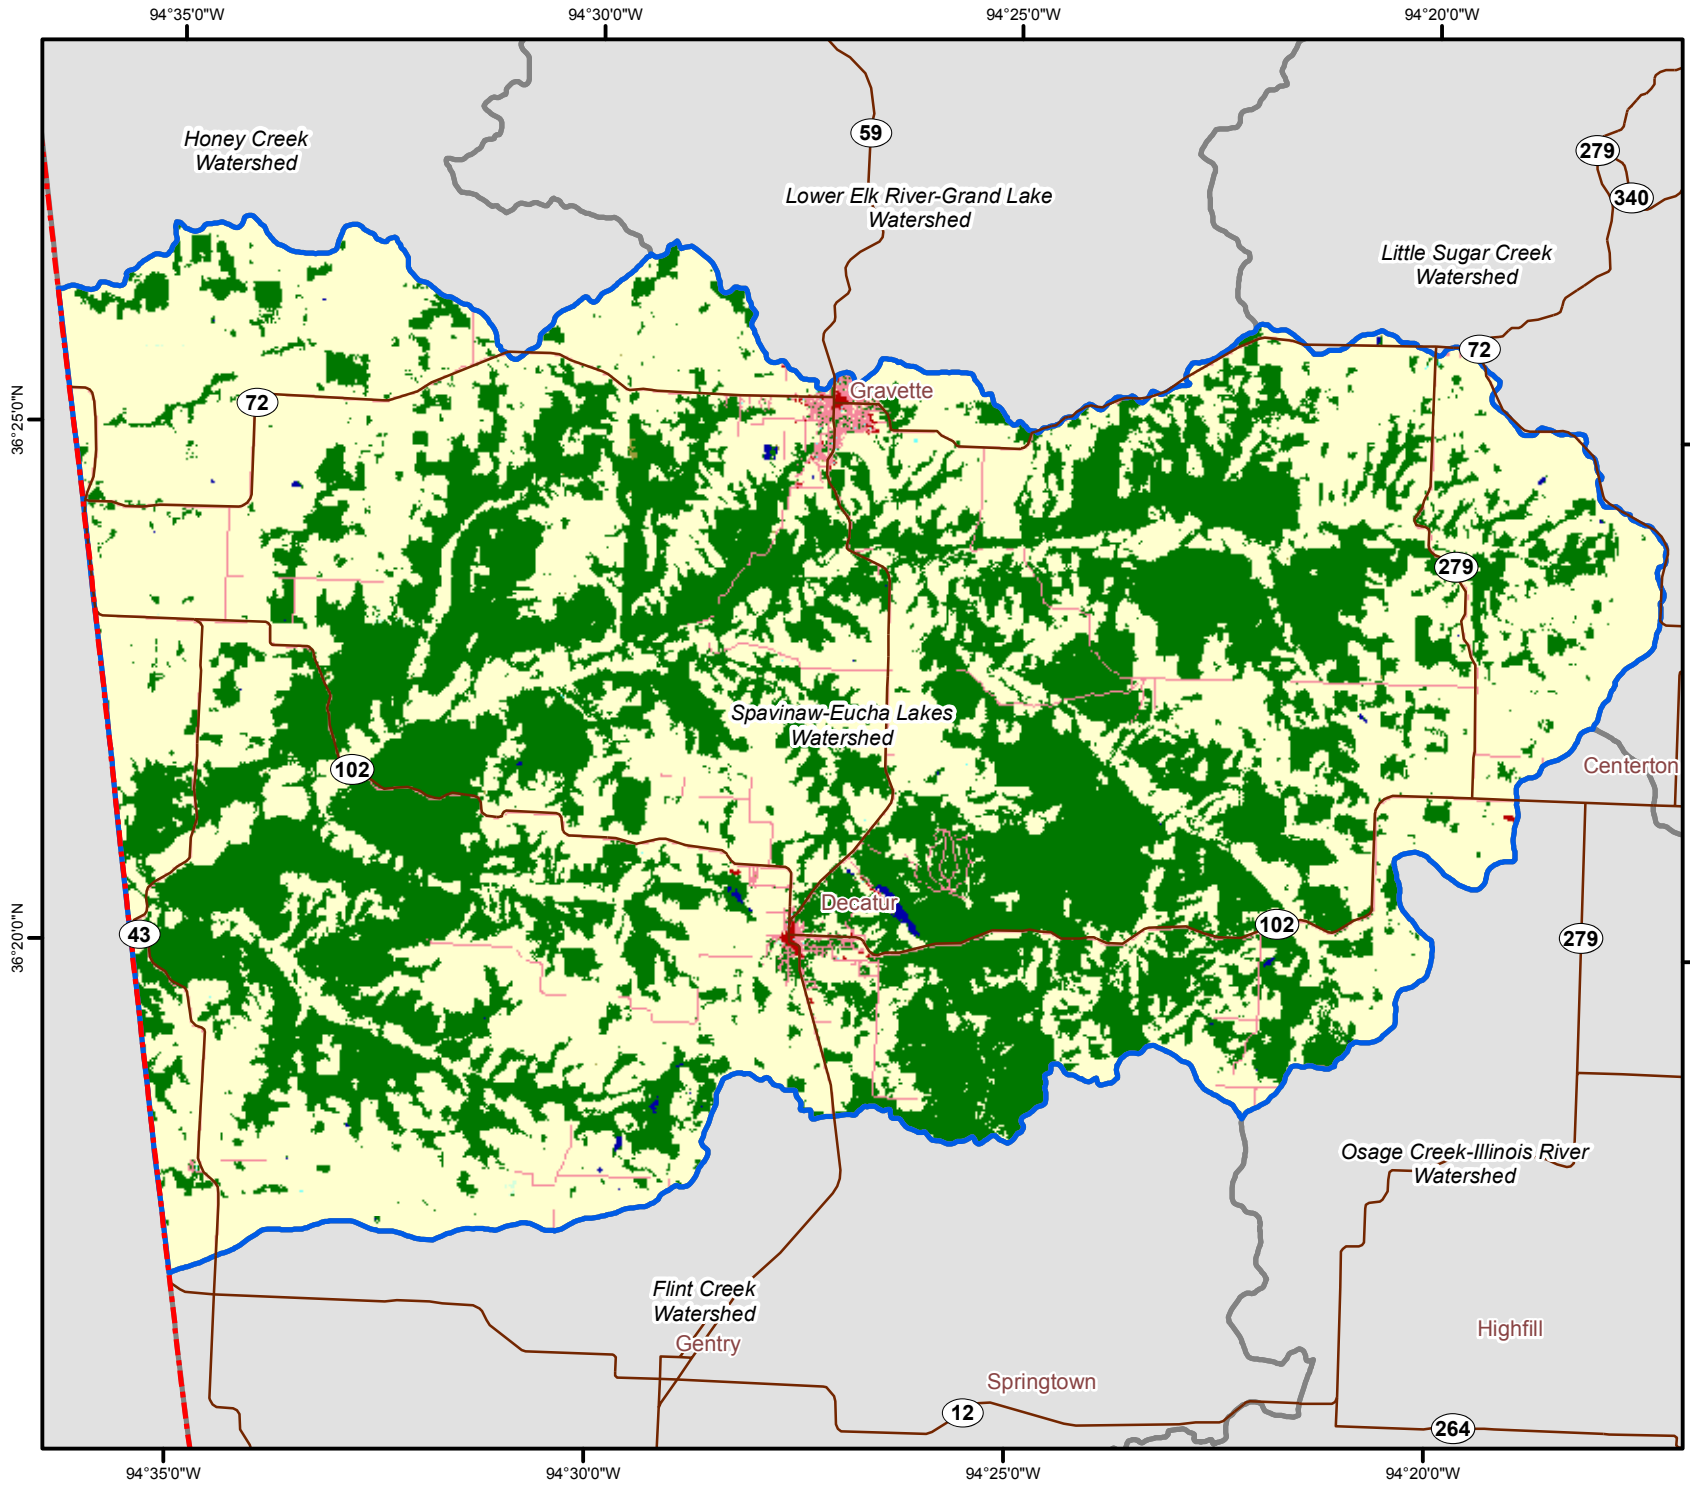 94°35'0"W
94°30'0"W
94°25'0"W
94°20'0"W
59
279
340
Honey Creek
Watershed
Lower Elk River-Grand Lake
Watershed
Little Sugar Creek
Watershed
72
Gravette
72
36°25'0"N
279
Spavinaw-Eucha Lakes
Watershed
102
Centerton
Decatur
102
43
279
36°20'0"N
Osage Creek-Illinois River
Watershed
Flint Creek
Watershed
Gentry
Highfill
Springtown
12
264
94°35'0"W
94°30'0"W
94°25'0"W
94°20'0"W